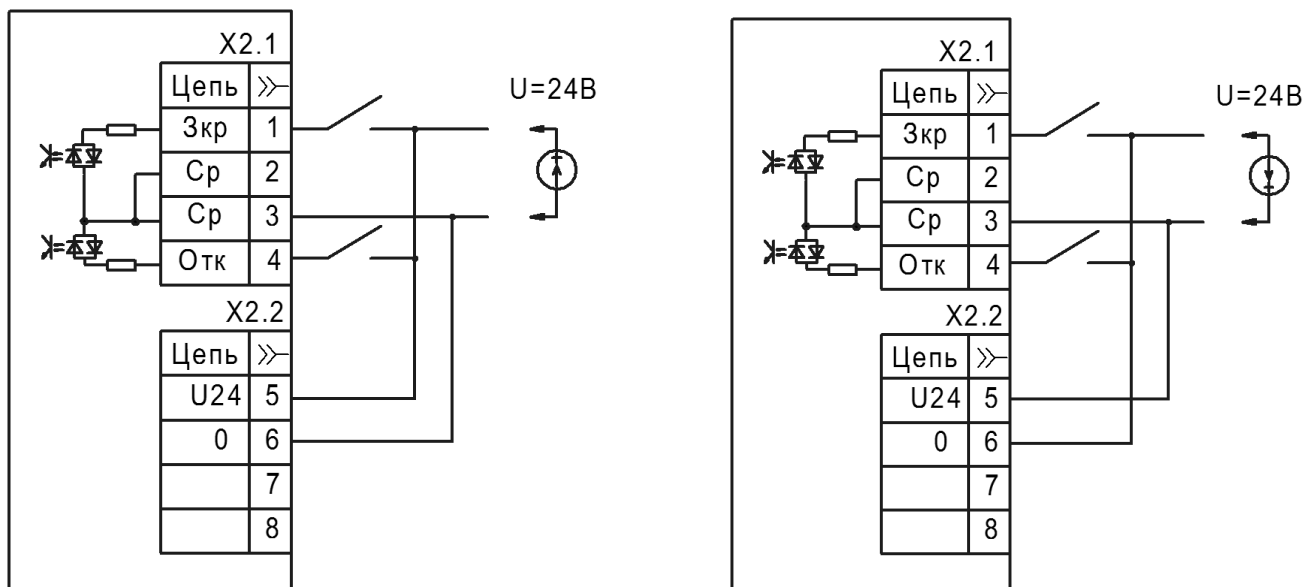 X2.1
Цепь
U=24В
Зкр 1
Ср 2
Ср 3
Отк 4
X2.2
Цепь
U24 5
0 6
7
8
X2.1
Цепь
U=24В
Зкр 1
Ср 2
Ср 3
Отк 4
X2.2
Цепь
U24 5
0 6
7
8